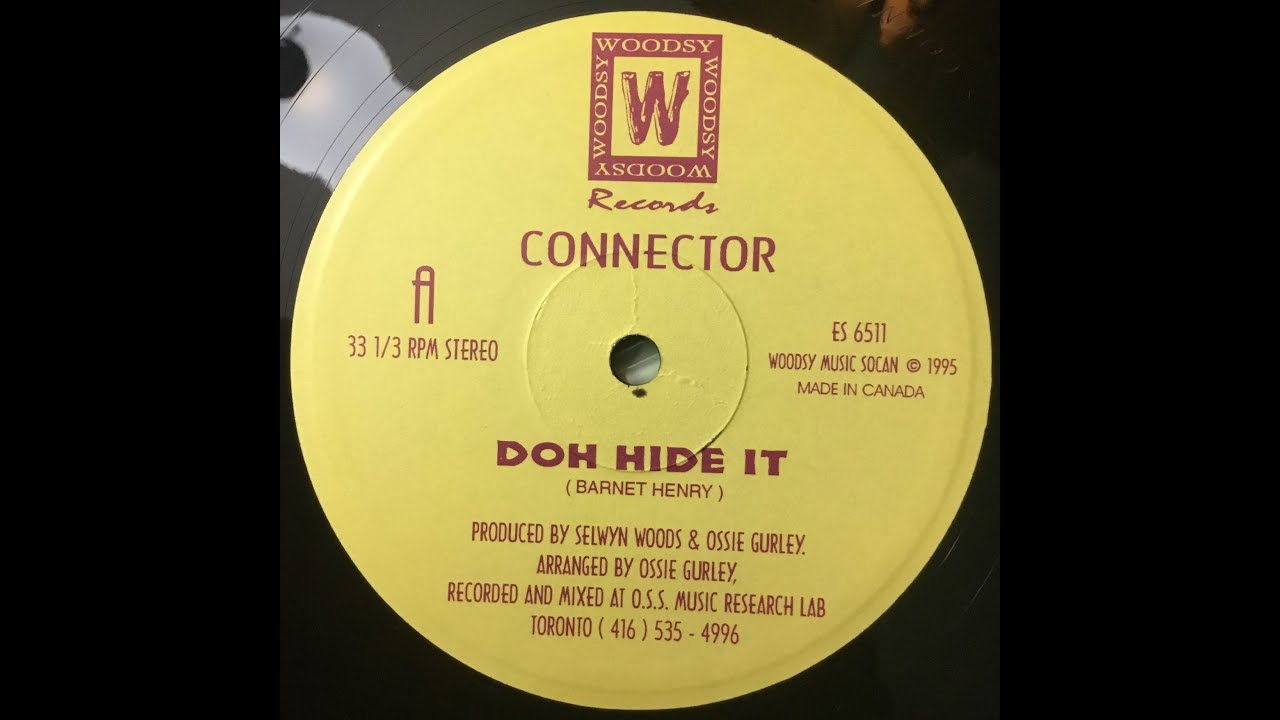 WOODSY
WOODSY
WOODSY
WOODSY
W
Records
CONNECTOR
A
33 1/3 RPM STEREO
ES 6511
WOODSY MUSIC SOCAN © 1995
MADE IN CANADA
DOH HIDE IT
( BARNET HENRY )
PRODUCED BY SELWYN WOODS & OSSIE GURLEY.
ARRANGED BY OSSIE GURLEY,
RECORDED AND MIXED AT O.S.S. MUSIC RESEARCH LAB
TORONTO ( 416 ) 535 - 4996